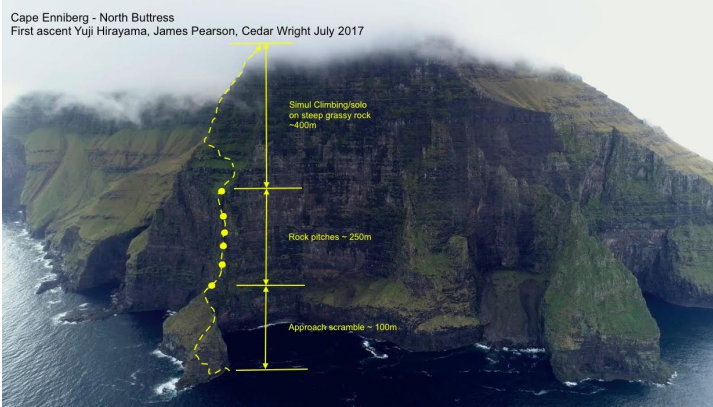 Cape Enniberg - North Buttress
First ascent Yuji Hirayama, James Pearson, Cedar Wright July 2017
Simul Climbing/solo
on steep grassy rock
~400m
Rock pitches ~ 250m
Approach scramble ~ 100m